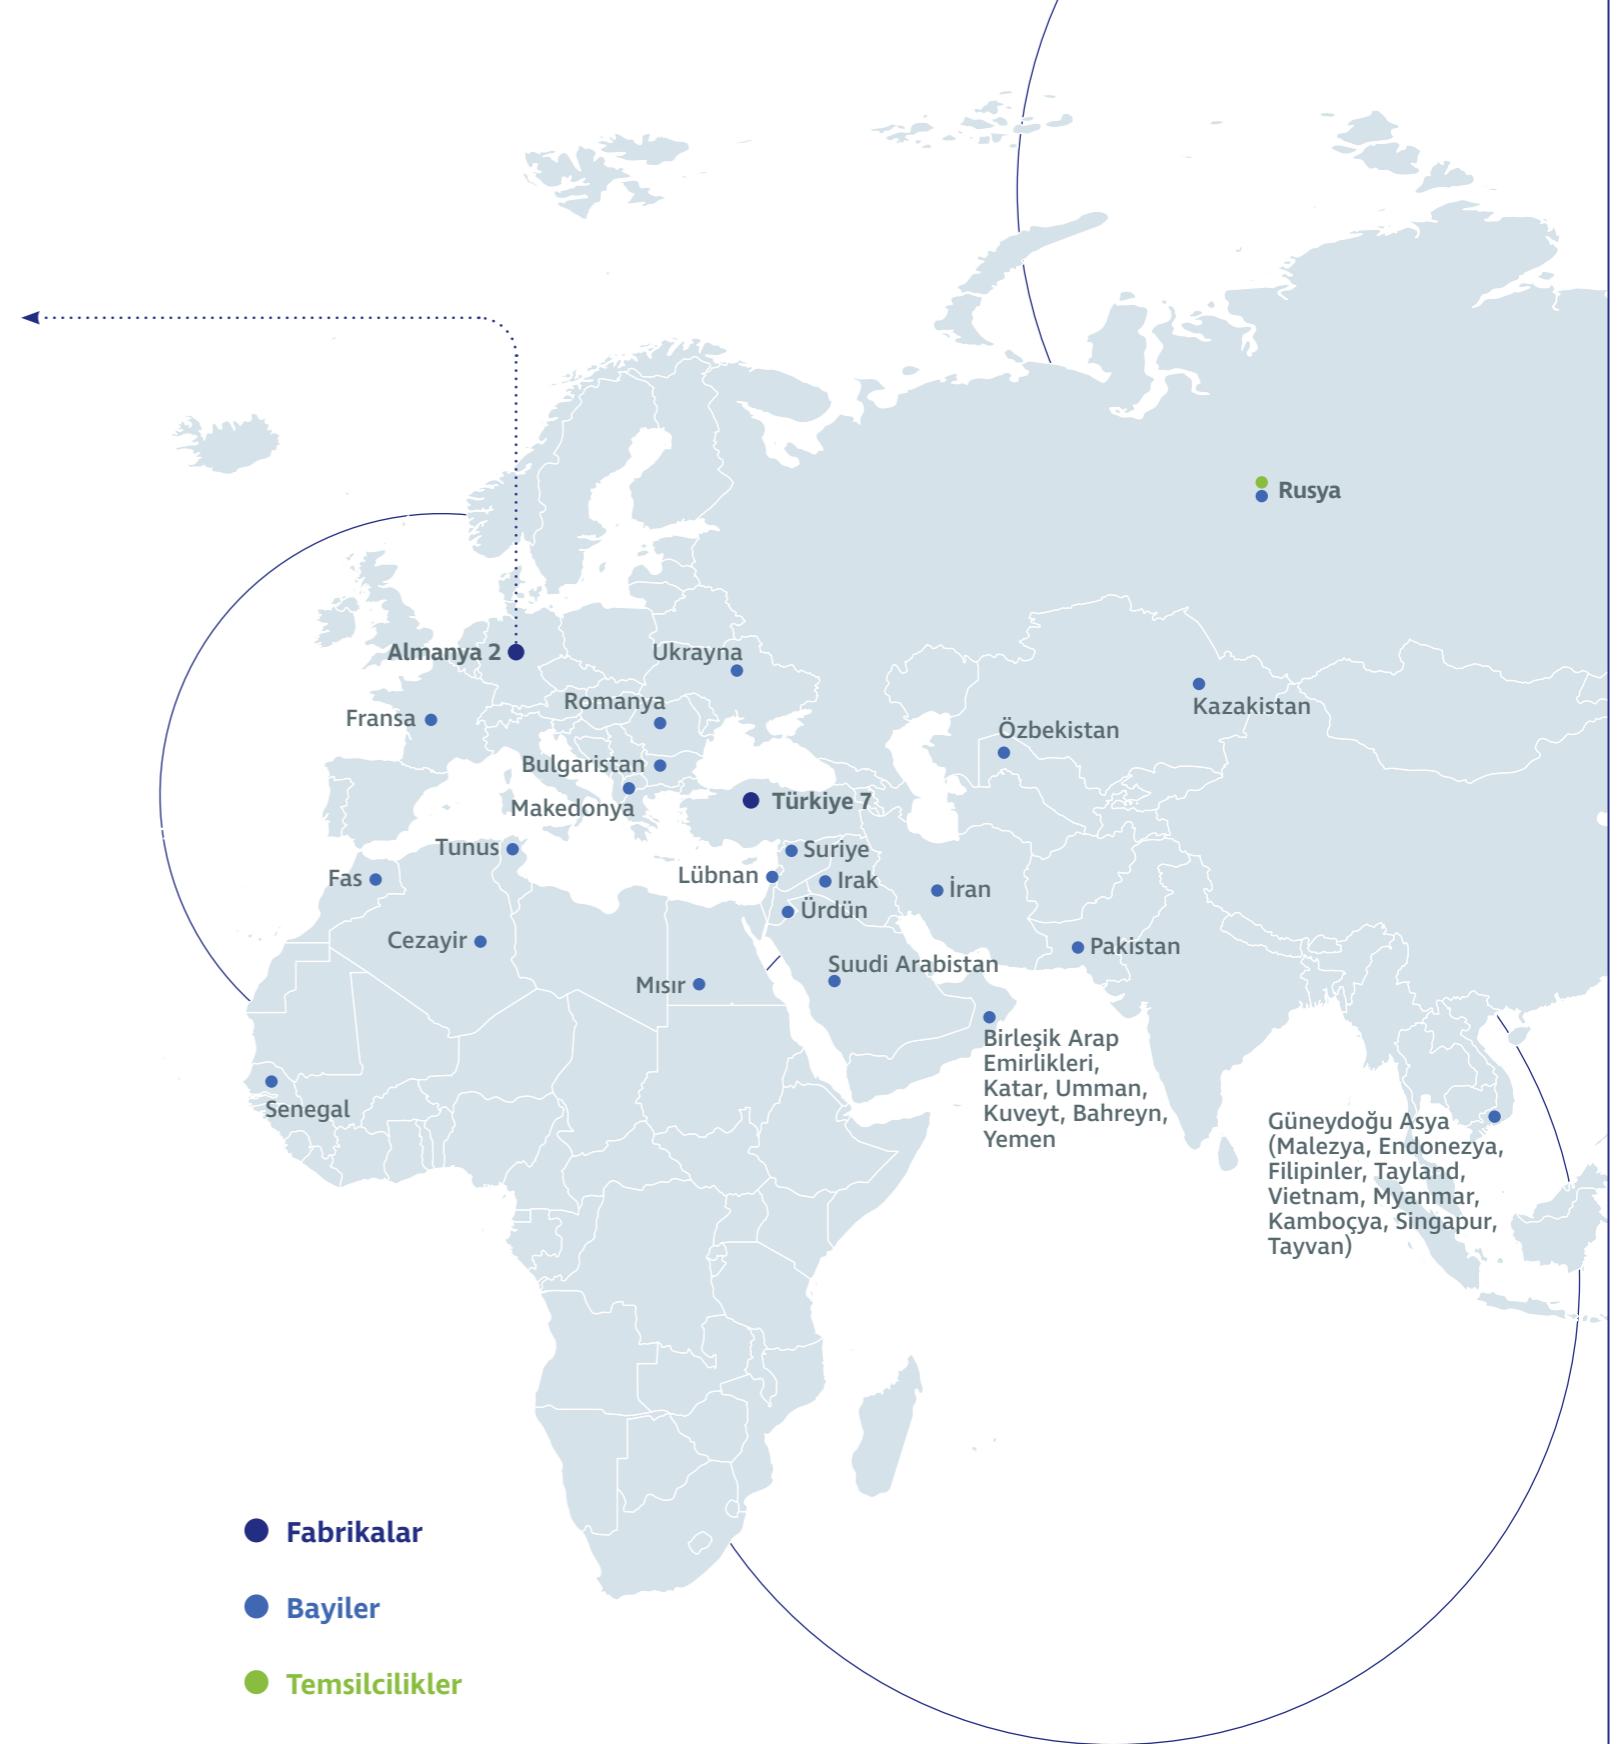 Rusya
Almanya 2
Ukrayna
Romanya
Fransa
Kazakistan
Özbekistan
Bulgaristan
Makedonya
Türkiye 7
Tunus
Suriye
Lübnan
Fas
Irak
İran
Ürdün
Cezayir
Pakistan
Suudi Arabistan
Mısır
Birleşik Arap
Emirlikleri,
Katar, Umman,
Kuveyt, Bahreyn,
Yemen
Senegal
Güneydoğu Asya
(Malezya, Endonezya,
Filipinler, Tayland,
Vietnam, Myanmar,
Kamboçya, Singapur,
Tayvan)
Fabrikalar
Bayiler
Temsilcilikler